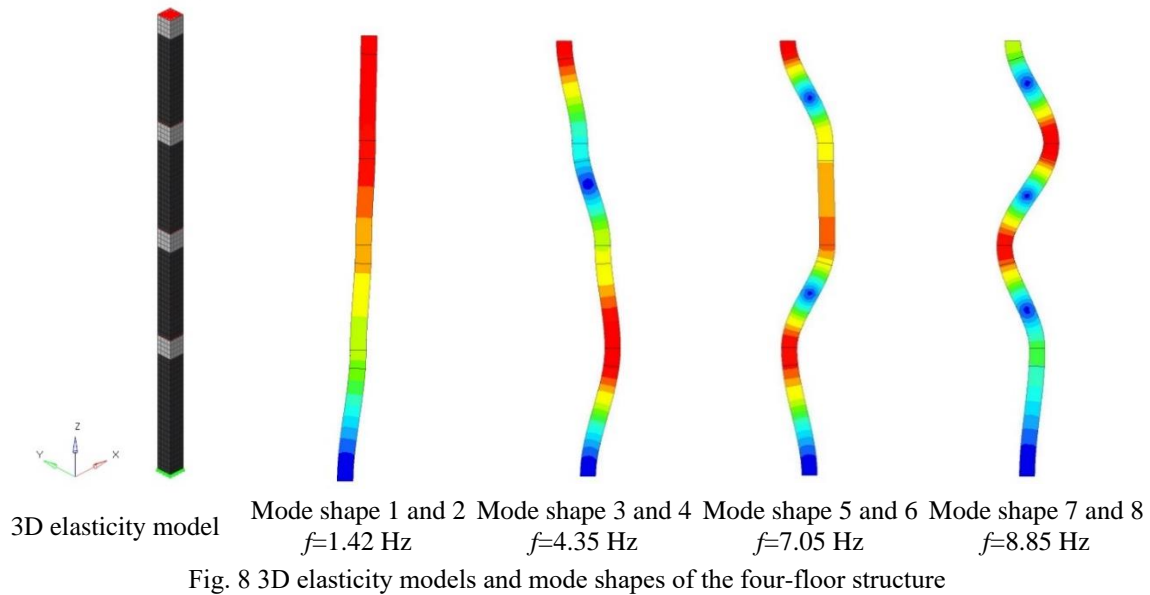 Z
Y X
3D elasticity model
Mode shape 1 and 2
f=1.42 Hz
Mode shape 3 and 4
f=4.35 Hz
Mode shape 5 and 6
f=7.05 Hz
Mode shape 7 and 8
f=8.85 Hz
Fig. 8 3D elasticity models and mode shapes of the four-floor structure